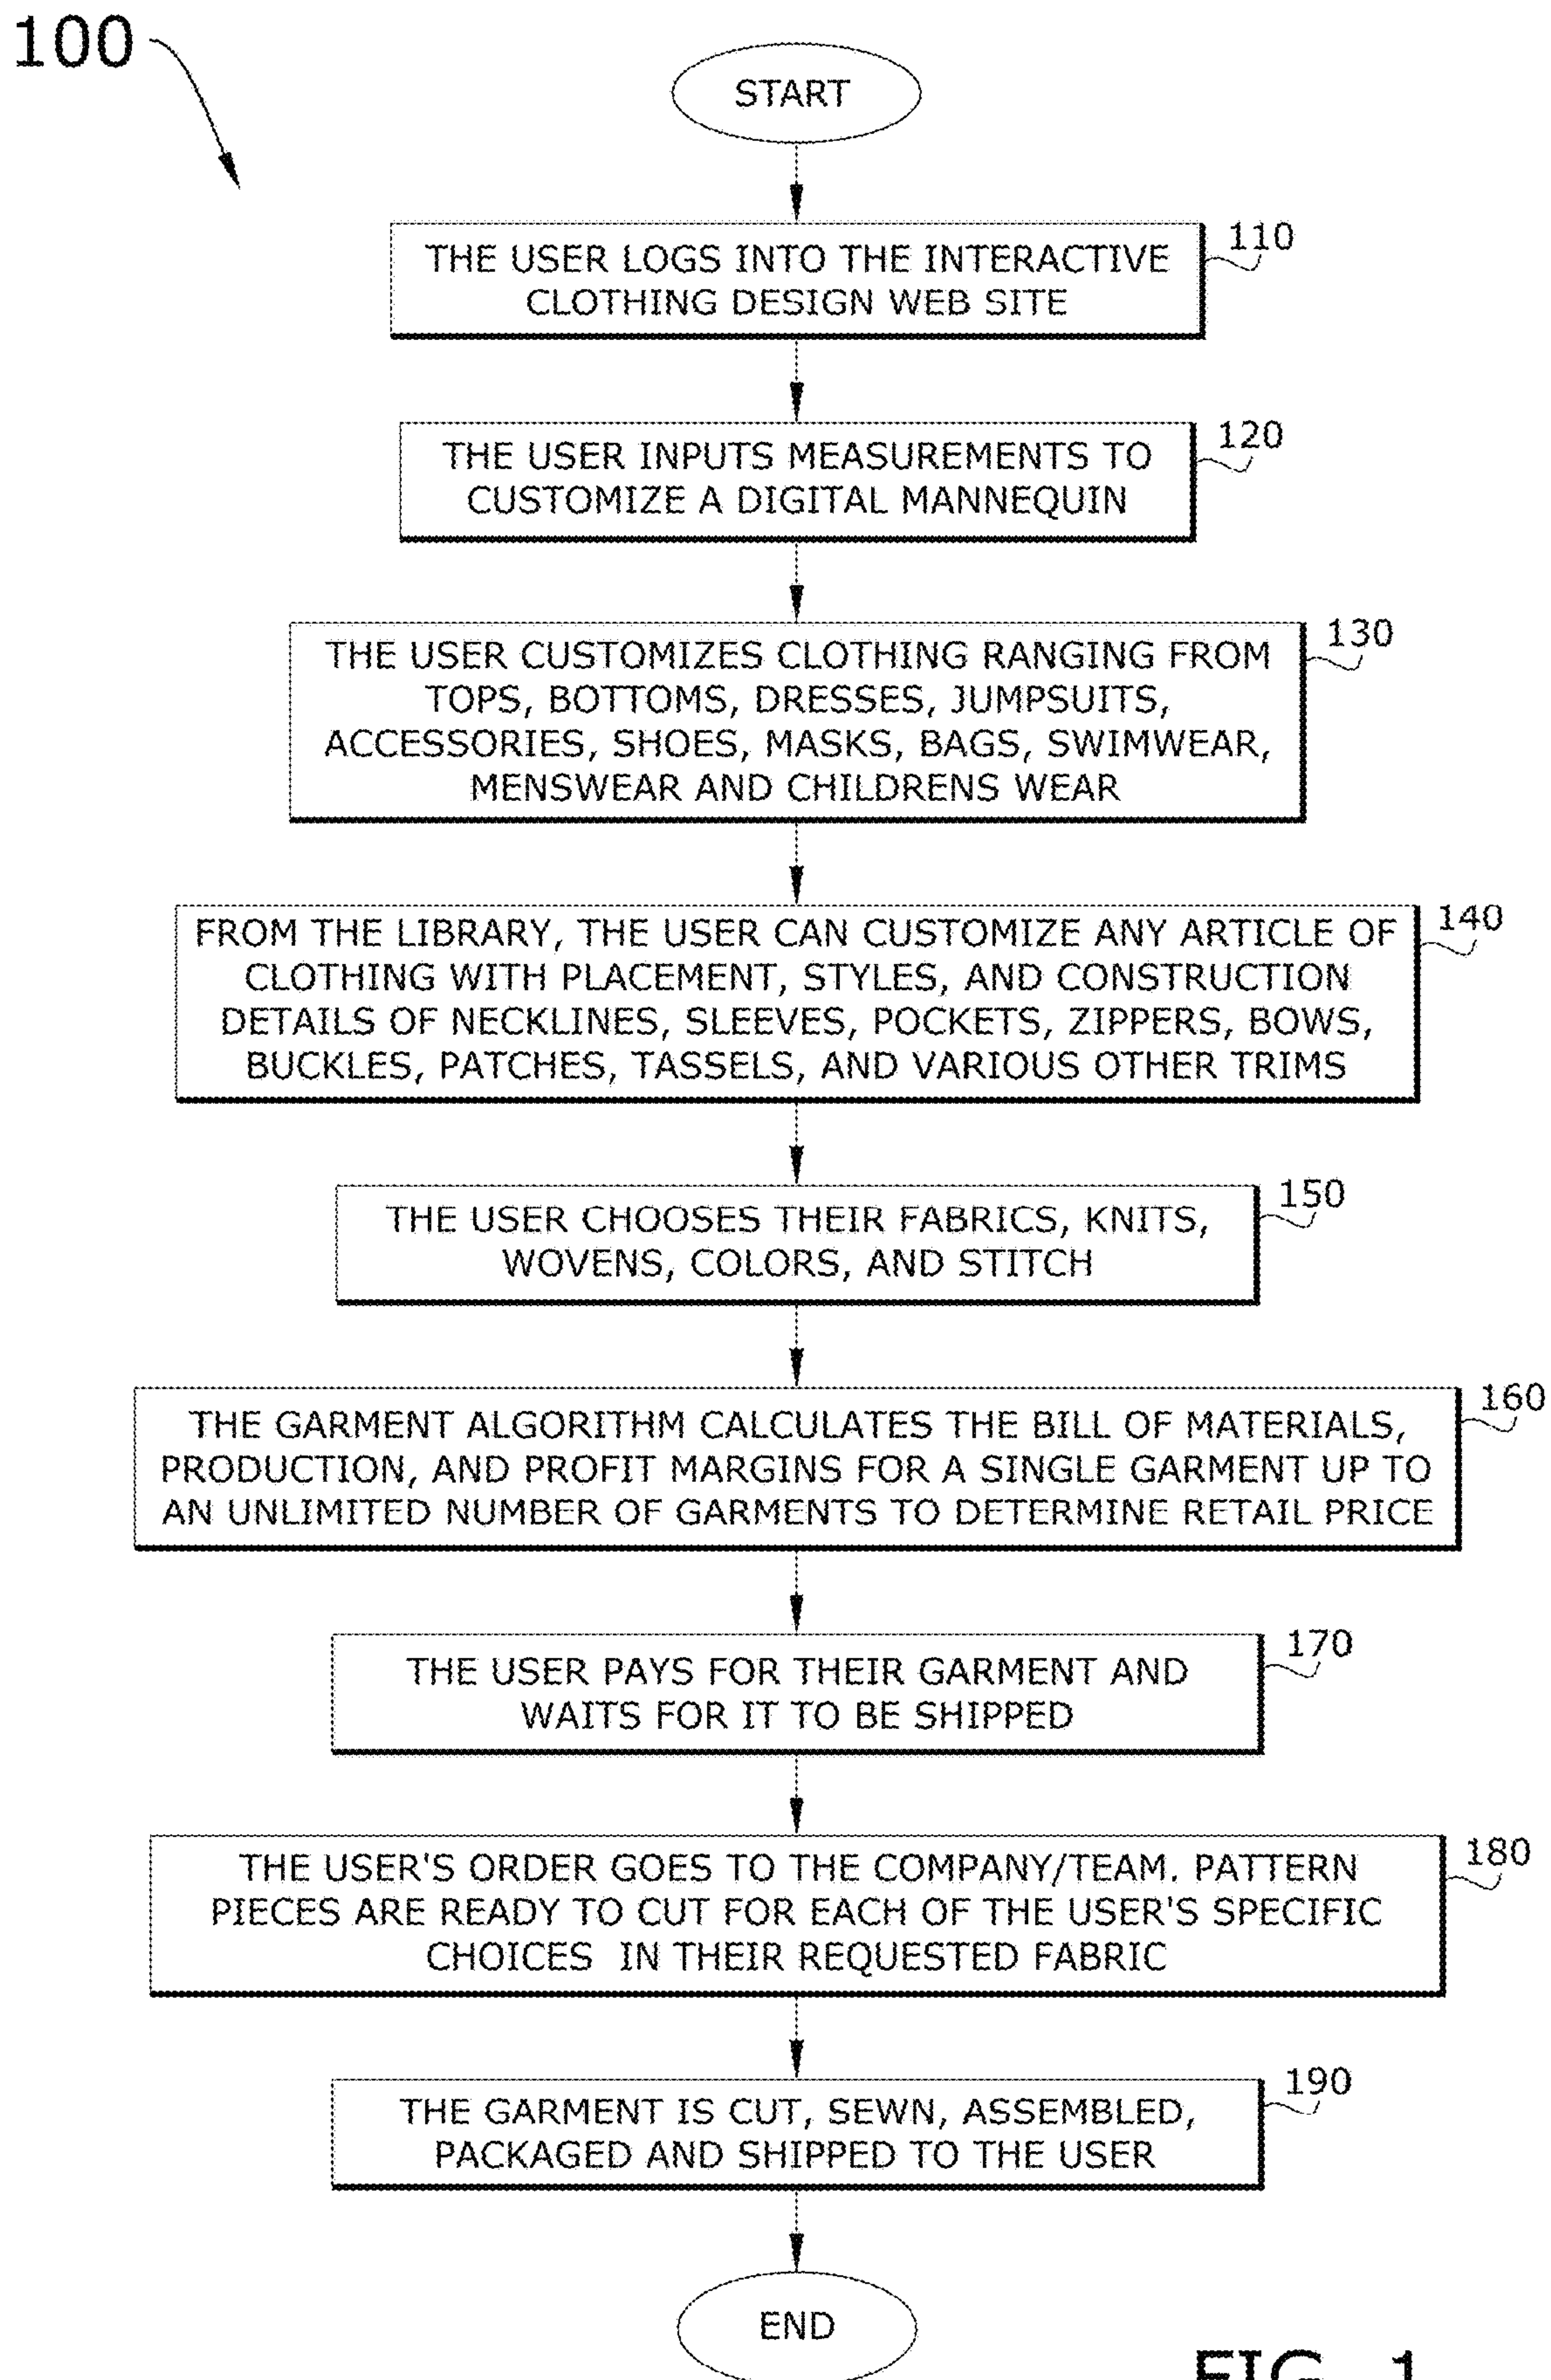 100
START
110
THE USER LOGS INTO THE INTERACTIVE
CLOTHING DESIGN WEB SITE
120
THE USER INPUTS MEASUREMENTS TO
CUSTOMIZE A DIGITAL MANNEQUIN
130
THE USER CUSTOMIZES CLOTHING RANGING FROM
TOPS, BOTTOMS, DRESSES, JUMPSUITS,
ACCESSORIES, SHOES, MASKS, BAGS, SWIMWEAR,
MENSWEAR AND CHILDRENS WEAR
140
FROM THE LIBRARY, THE USER CAN CUSTOMIZE ANY ARTICLE OF
CLOTHING WITH PLACEMENT, STYLES, AND CONSTRUCTION
DETAILS OF NECKLINES, SLEEVES, POCKETS, ZIPPERS, BOWS,
BUCKLES, PATCHES, TASSELS, AND VARIOUS OTHER TRIMS
150
THE USER CHOOSES THEIR FABRICS, KNITS,
WOVENS, COLORS, AND STITCH
160
THE GARMENT ALGORITHM CALCULATES THE BILL OF MATERIALS,
PRODUCTION, AND PROFIT MARGINS FOR A SINGLE GARMENT UP TO
AN UNLIMITED NUMBER OF GARMENTS TO DETERMINE RETAIL PRICE
170
THE USER PAYS FOR THEIR GARMENT AND
WAITS FOR IT TO BE SHIPPED
180
THE USER'S ORDER GOES TO THE COMPANY/TEAM. PATTERN
PIECES ARE READY TO CUT FOR EACH OF THE USER'S SPECIFIC
CHOICES IN THEIR REQUESTED FABRIC
190
THE GARMENT IS CUT, SEWN, ASSEMBLED,
PACKAGED AND SHIPPED TO THE USER
END
FIG. 1